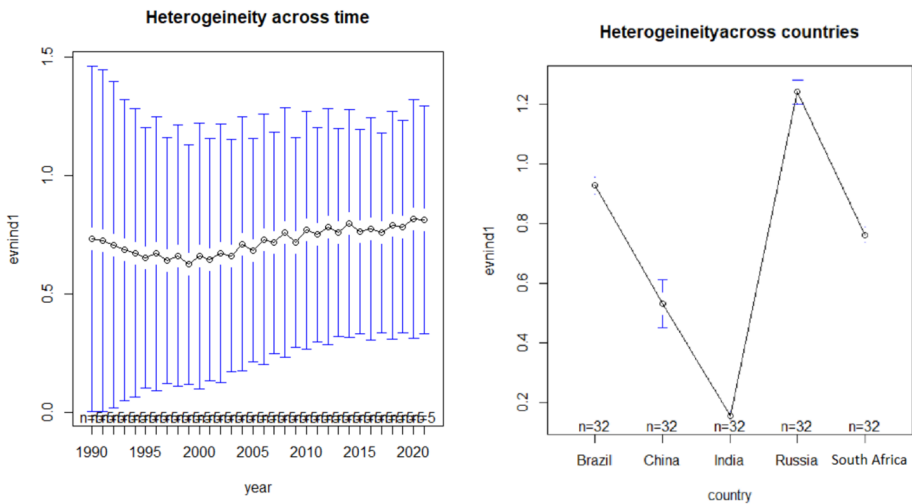 Heterogeineity across time
1.5
1.0
0.5
0.0
evnind1
1990 1995 2000 2005 2010 2015 2020
year
Heterogeineityacross countries
1.2
1.0
0.8
0.6
0.4
0.2
evnind1
n=32 n=32 n=32 n=32 n=32
Brazil China India Russia South Africa
country